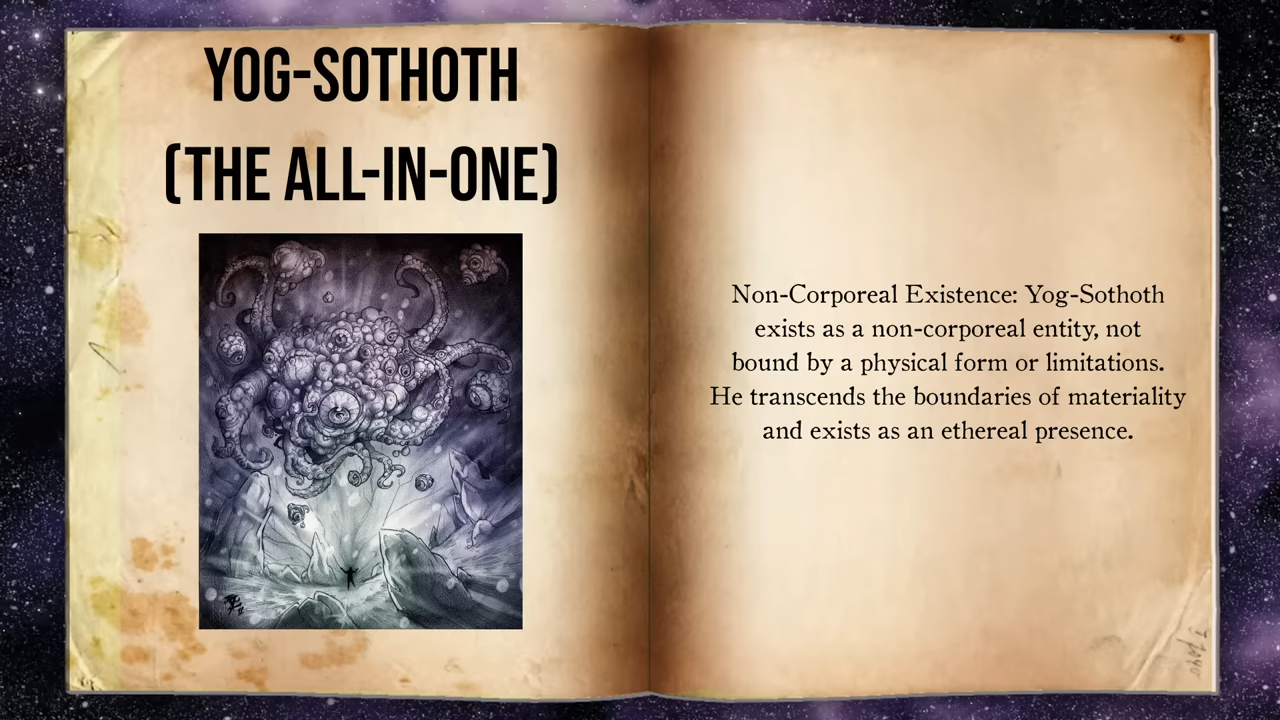 YOG-SOTHOTH
(THE ALL-IN-ONE)
Non-Corporeal Existence: Yog-Sothoth
exists as a non-corporeal entity, not
bound by a physical form or limitations.
He transcends the boundaries of materiality
and exists as an ethereal presence.